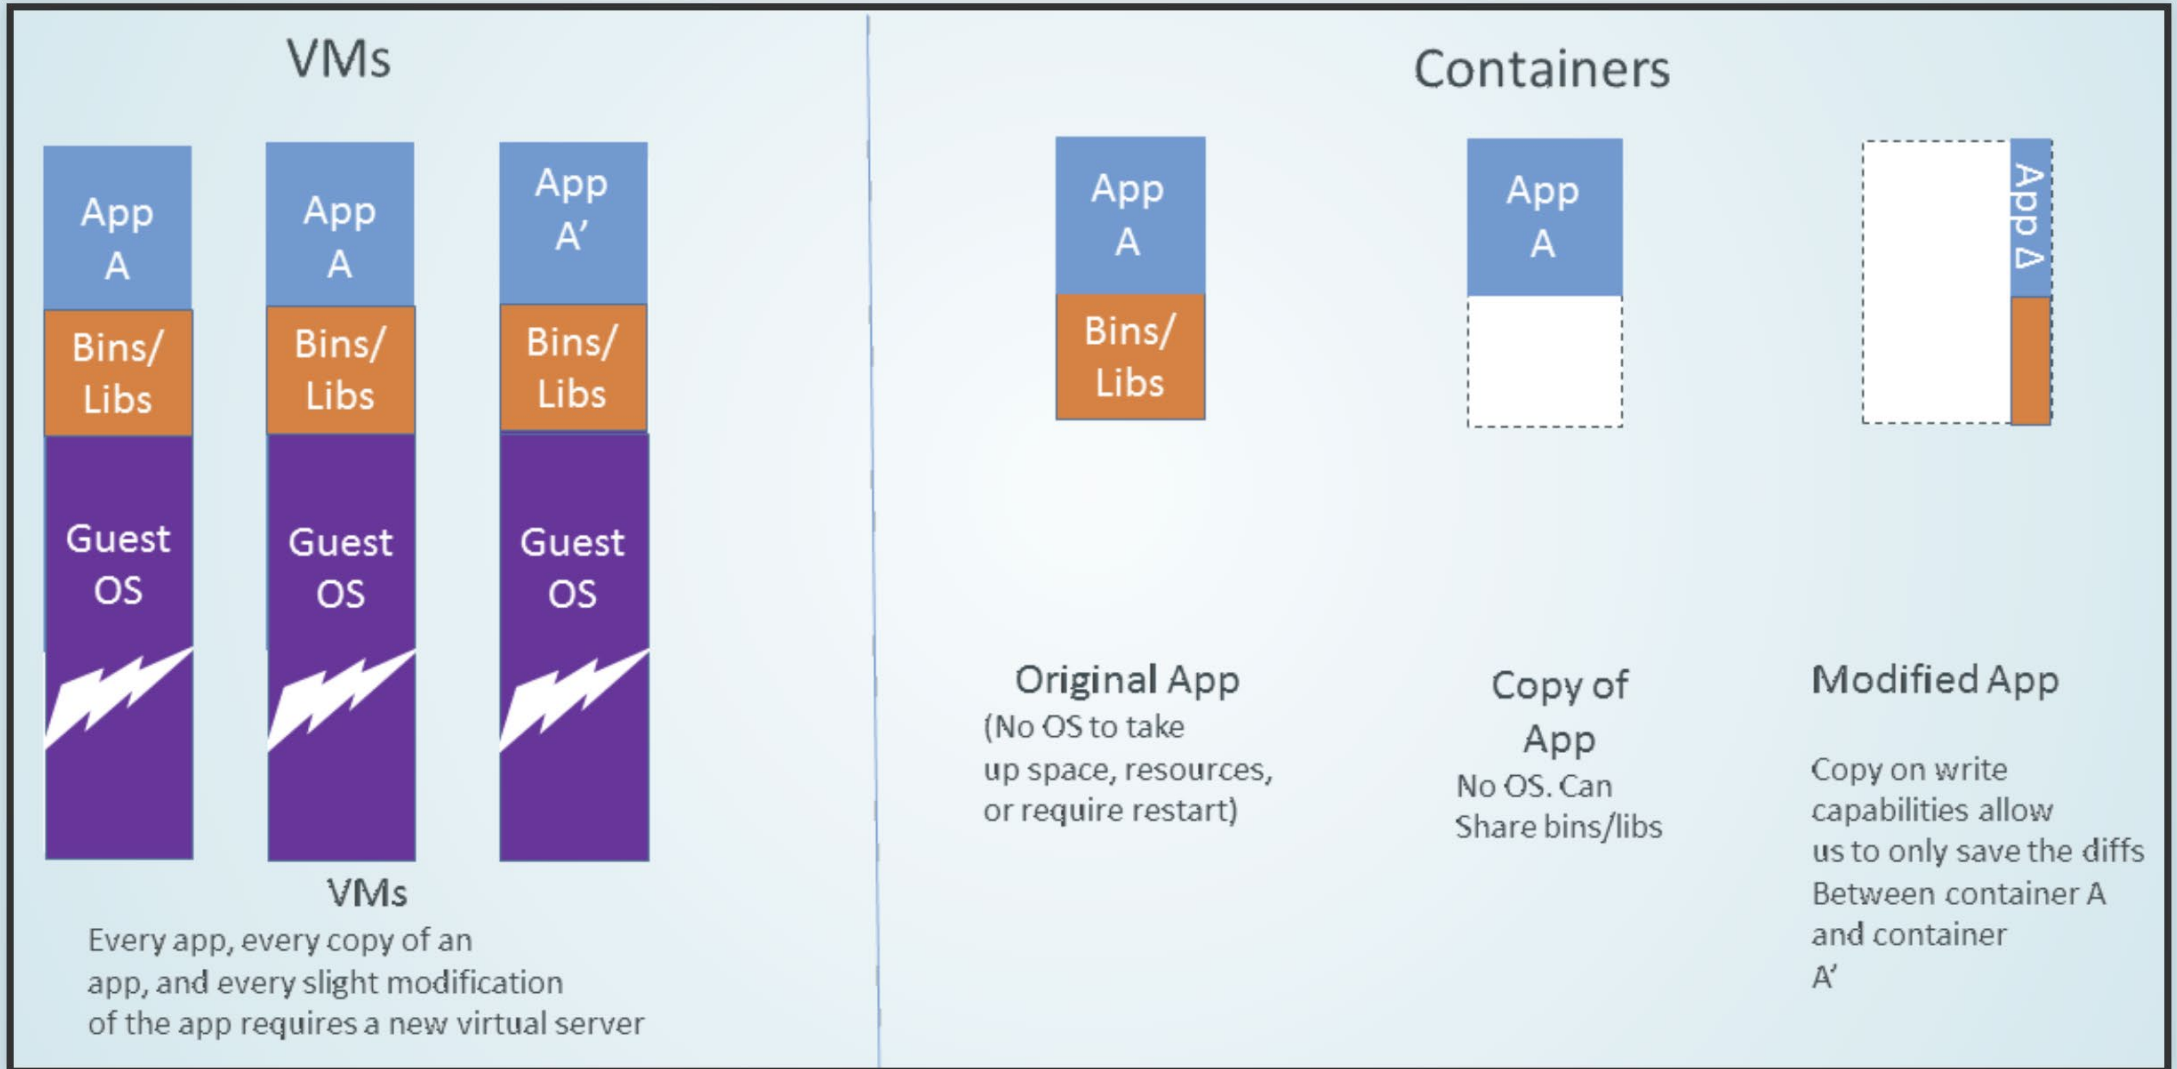 VMs
App
A
Bins/
Libs
Guest
OS
App
A
Bins/
Libs
Guest
OS
App
A’
Bins/
Libs
Guest
OS
VMs
Every app, every copy of an
app, and every slight modification
of the app requires a new virtual server
Containers
App
A
Bins/
Libs
Original App
(No OS to take
up space, resources,
or require restart)
App
A
Copy of
App
No OS. Can
Share bins/libs
App Δ
Modified App
Copy on write
capabilities allow
us to only save the diffs
Between container A
and container
A’